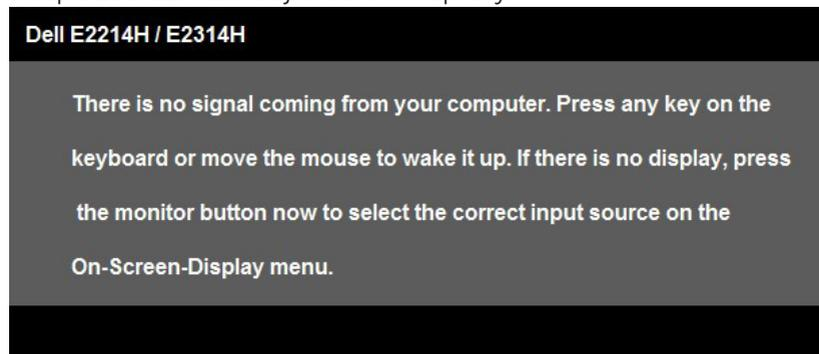 Dell E2214H / E2314H
There is no signal coming from your computer. Press any key on the
keyboard or move the mouse to wake it up. If there is no display, press
the monitor button now to select the correct input source on the
On-Screen-Display menu.